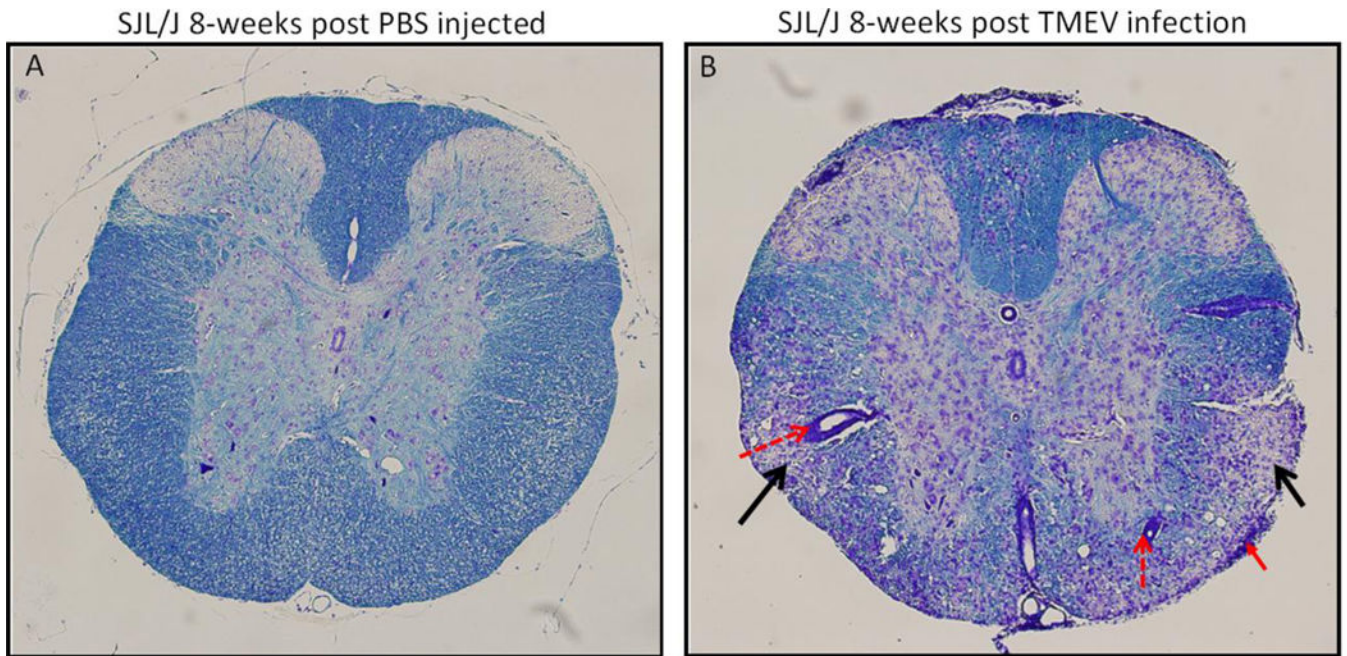 SJL/J 8-weeks post PBS injected
SJL/J 8-weeks post TMEV infection
A
B